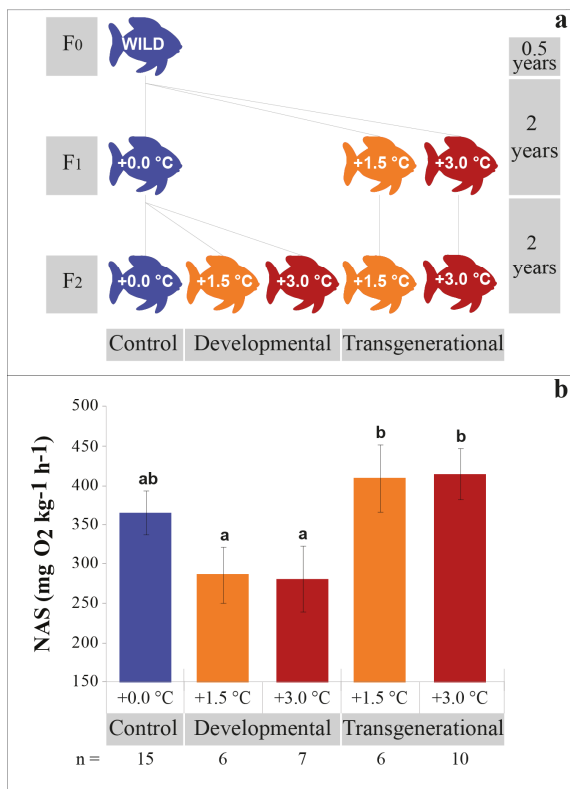 a
F0
WILD
0.5 years
F1
+0.0 °C
+1.5 °C
+3.0 °C
2 years
F2
+0.0 °C
+1.5 °C
+3.0 °C
+1.5 °C
+3.0 °C
2 years
Control Developmental Transgenerational
b
NAS (mg O2 kg-1 h-1)
500
450
400
350
300
250
200
150
ab
a
a
b
b
+0.0 °C +1.5 °C +3.0 °C +1.5 °C +3.0 °C
Control Developmental Transgenerational
n = 15 6 7 6 10